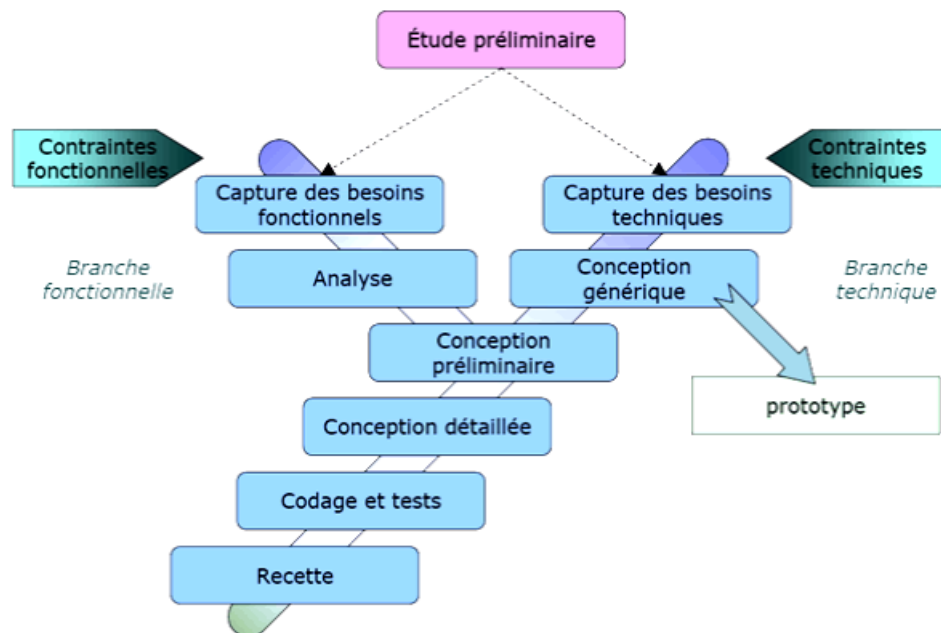 Étude préliminaire
Contraintes
fonctionnelles
Contraintes
techniques
Capture des besoins
fonctionnels
Capture des besoins
techniques
Branche
fonctionnelle
Analyse
Conception
générique
Branche
technique
Conception
préliminaire
prototype
Conception détaillée
Codage et tests
Recette